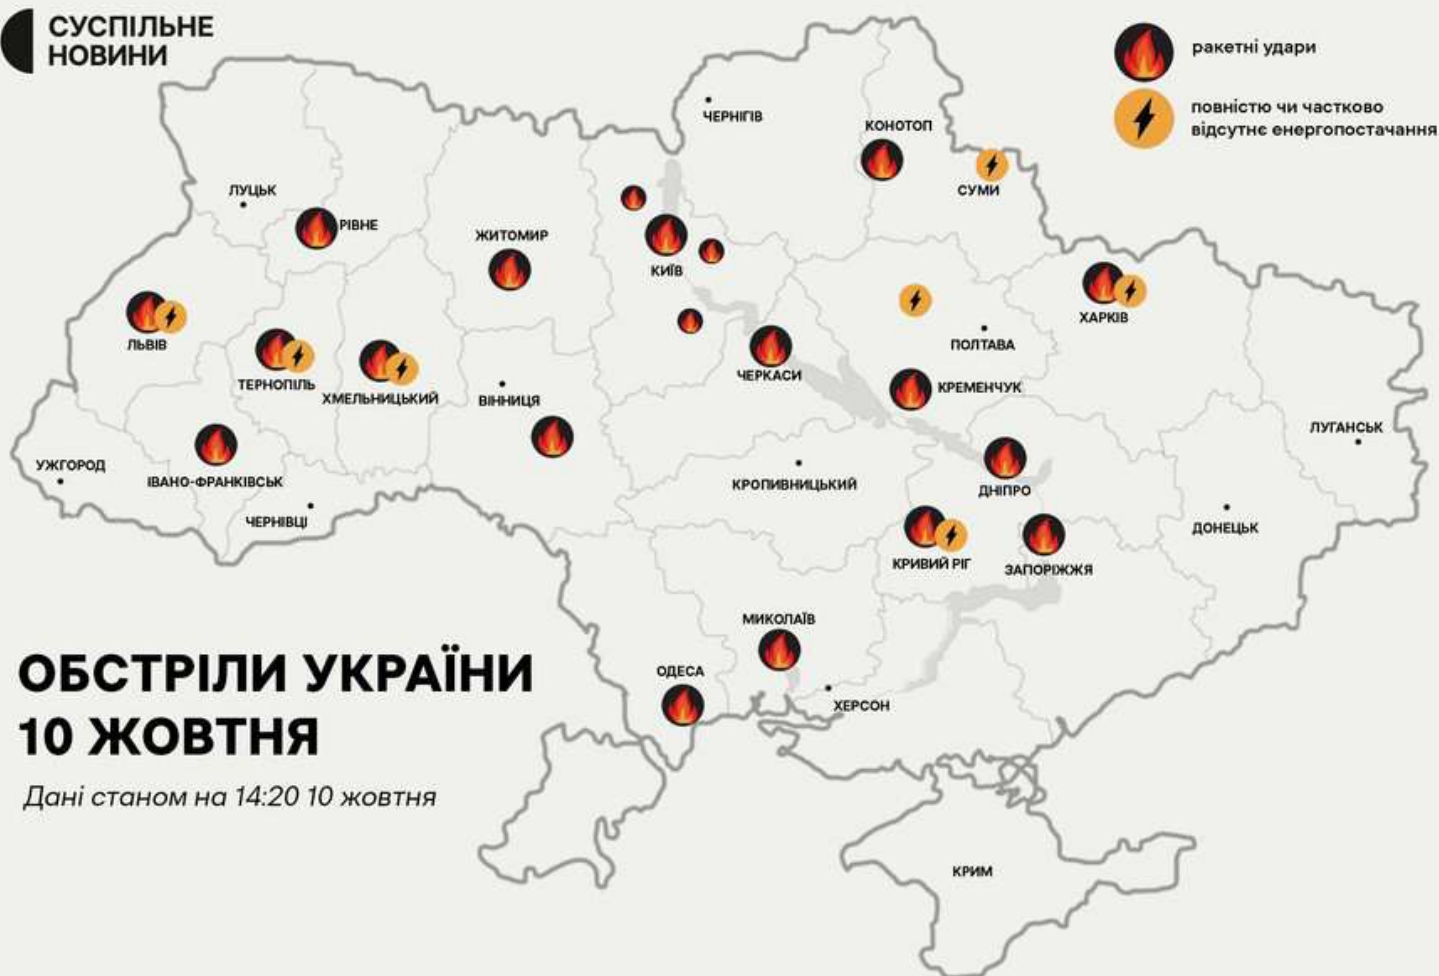 СУСПІЛЬНЕ
НОВИНИ
ракетні удари
повністю чи частково
відсутнє енергопостачання
ЧЕРНІГІВ
КОНОТОП
СУМИ
ЛУЦЬК
РІВНЕ
ЖИТОМИР
КИЇВ
ХАРКІВ
ЛЬВІВ
ТЕРНОПІЛЬ
ХМЕЛЬНИЦЬКИЙ
ВІННИЦЯ
ЧЕРКАСИ
ПОЛТАВА
КРЕМЕНЧУК
ЛУГАНСЬК
УЖГОРОД
ІВАНО-ФРАНКІВСЬК
ЧЕРНІВЦІ
КРОПИВНИЦЬКИЙ
ДНІПРО
ДОНЕЦЬК
КРИВИЙ РІГ
ЗАПОРІЖЖЯ
МИКОЛАЇВ
ОДЕСА
ХЕРСОН
ОБСТРІЛИ УКРАЇНИ
10 ЖОВТНЯ
Дані станом на 14:20 10 жовтня
КРИМ